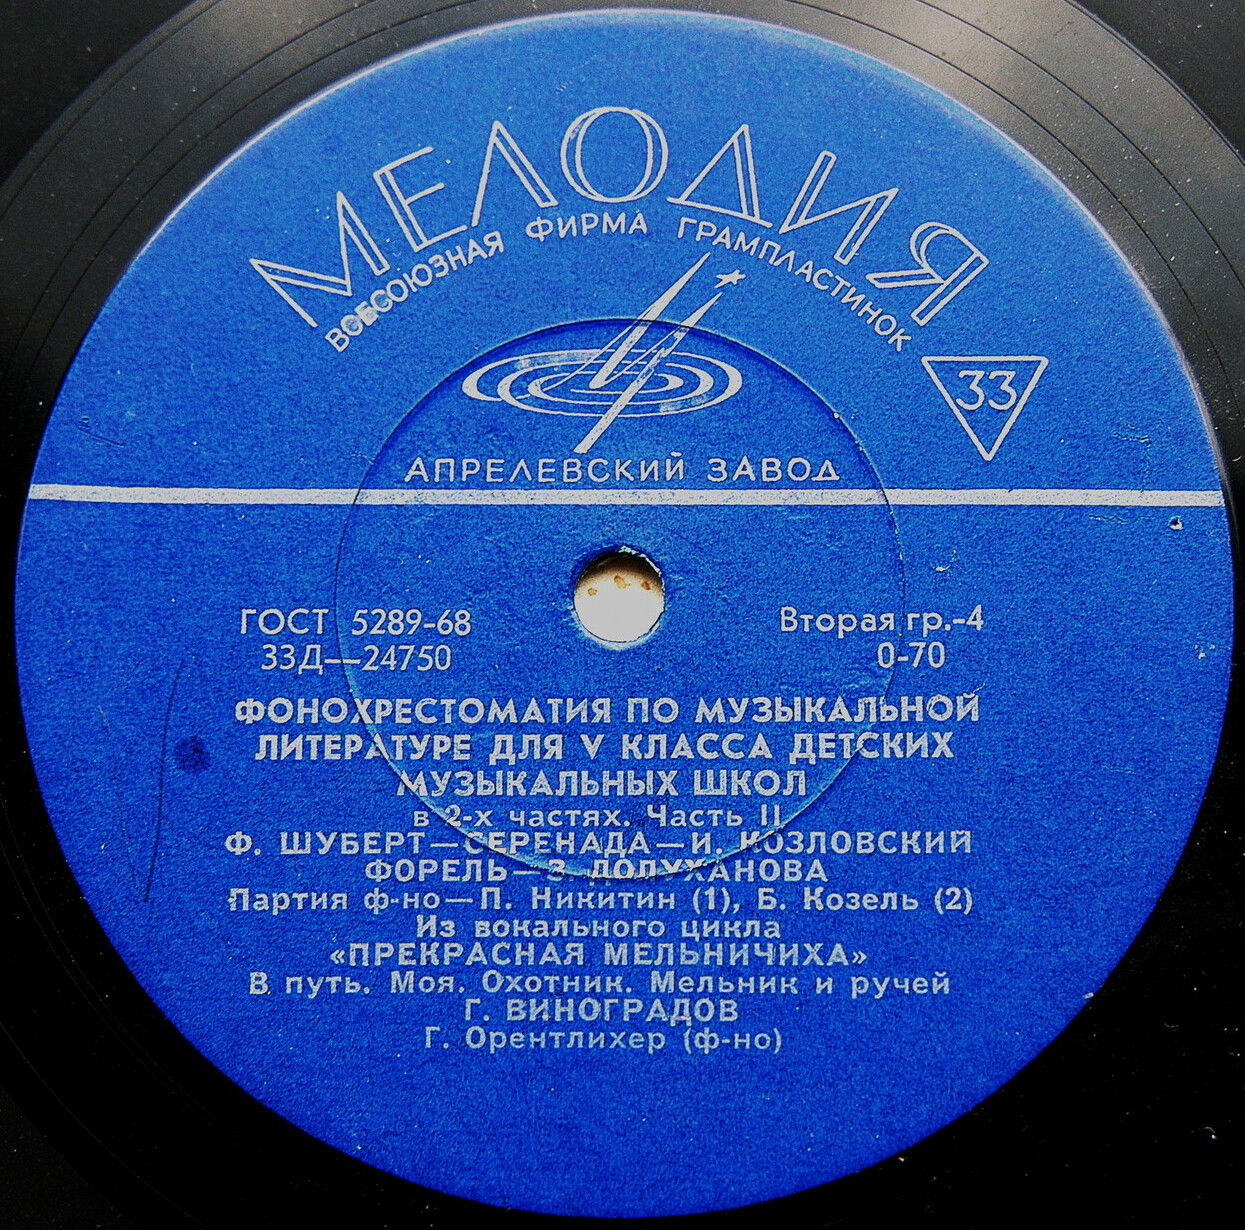 МЕЛОДИЯ
ВСЕСОЮЗНАЯ ФИРМА ГРАМПЛАСТИНОК
33
АПРЕЛЕВСКИЙ ЗАВОД
ГОСТ 5289-68
Вторая гр.-4
33Д—24750
0-70
ФОНОХРЕСТОМАТИЯ ПО МУЗЫКАЛЬНОЙ
ЛИТЕРАТУРЕ ДЛЯ V КЛАССА ДЕТСКИХ
МУЗЫКАЛЬНЫХ ШКОЛ
в 2-х частях. Часть II
Ф. ШУБЕРТ—СЕРЕНАДА—И. КОЗЛОВСКИЙ
ФОРЕЛЬ—З. ДОЛУХАНОВА
Партия ф-но—П. Никитин (1), Б. Козель (2)
Из вокального цикла
«ПРЕКРАСНАЯ МЕЛЬНИЧИХА»
В путь. Моя. Охотник. Мельник и ручей
Г. ВИНОГРАДОВ
Г. Орентлихер (ф-но)